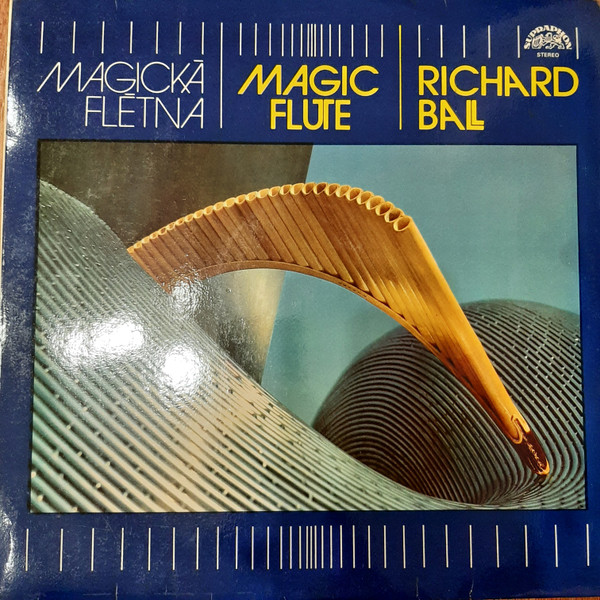 MAGICKÁ
FLÉTNA
MAGIC
FLUTE
RICHARD
BALL
SUPRAPHON
STEREO